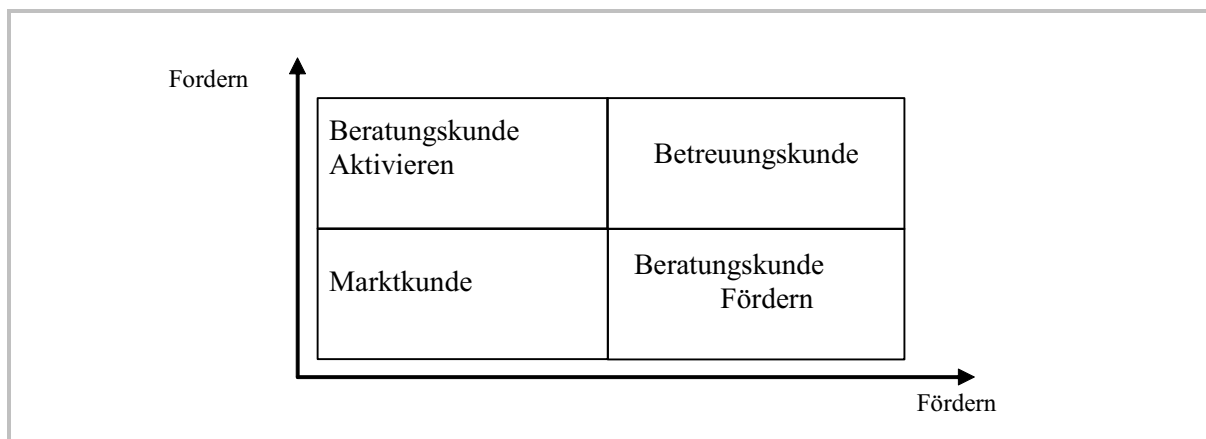 Fordern
Beratungskunde
Aktivieren
Betreuungskunde
Marktkunde
Beratungskunde
Fördern
Fördern